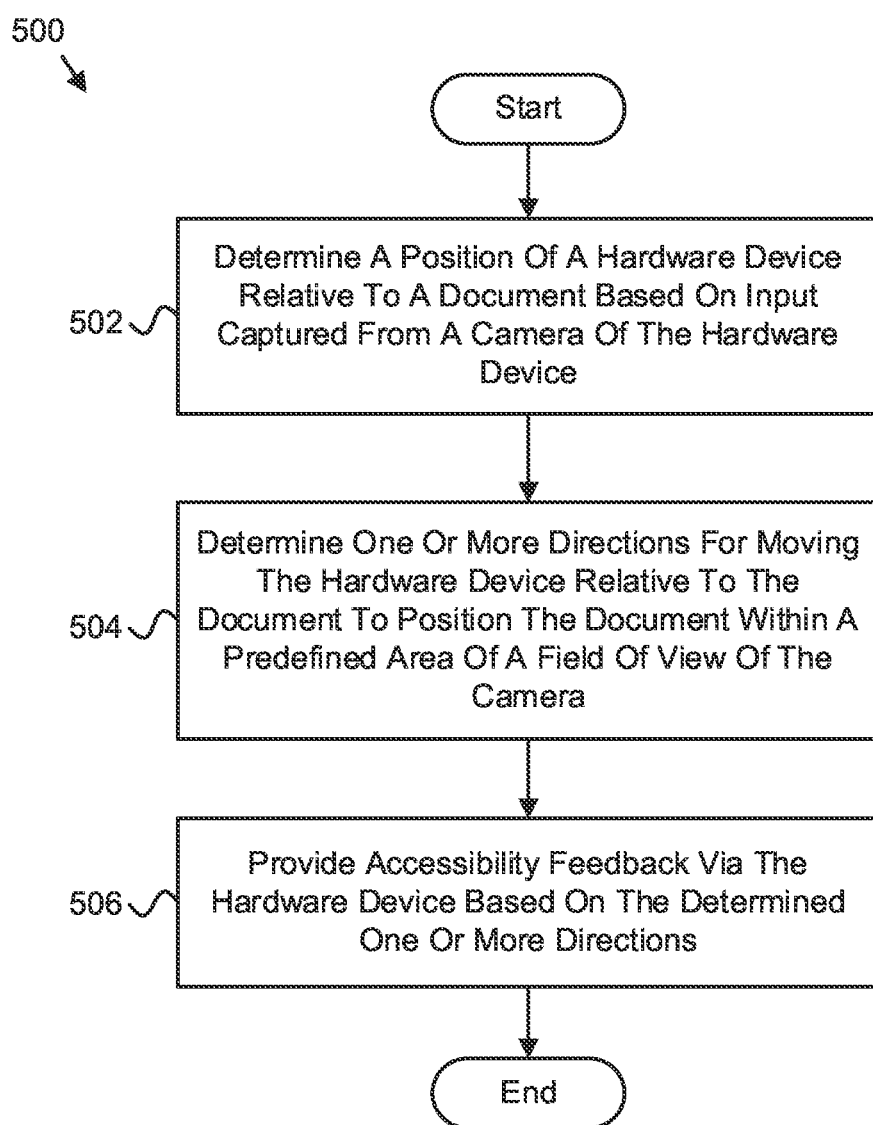 500
Start
Determine A Position Of A Hardware Device
Relative To A Document Based On Input
Captured From A Camera Of The Hardware
Device
502
Determine One Or More Directions For Moving
The Hardware Device Relative To The
Document To Position The Document Within A
Predefined Area Of A Field Of View Of The
Camera
504
Provide Accessibility Feedback Via The
Hardware Device Based On The Determined
One Or More Directions
506
End